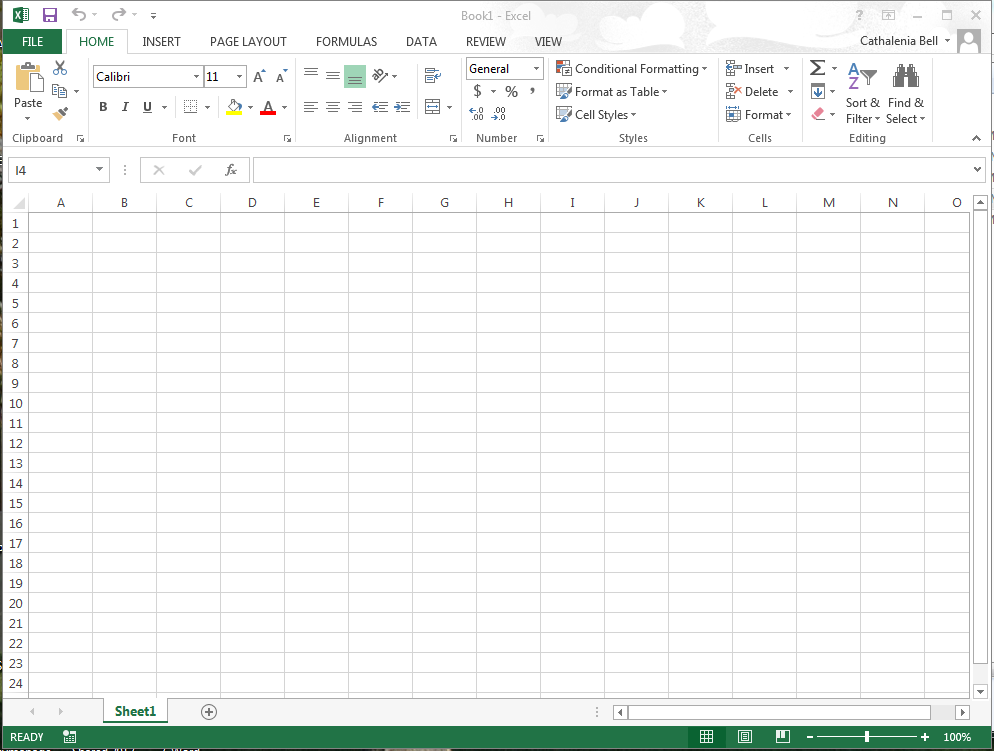 Book1 - Excel
?
FILE HOME INSERT PAGE LAYOUT FORMULAS DATA REVIEW VIEW Cathalenia Bell
Calibri 11 A A General Conditional Formatting Insert Σ A Z
Paste B I U A $ % , Format as Table Delete Sort & Find &
.0 .00 .00 .0 Cell Styles Format Filter Select
Clipboard Font Alignment Number Styles Cells Editing
I4 fx
A B C D E F G H I J K L M N O
1
2
3
4
5
6
7
8
9
10
11
12
13
14
15
16
17
18
19
20
21
22
23
24
Sheet1
READY 100%